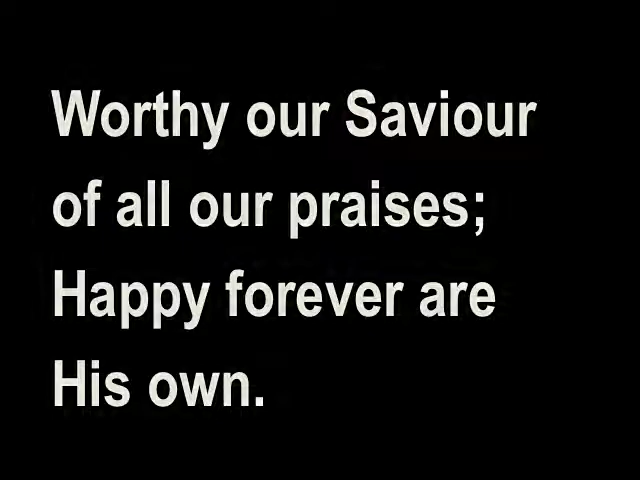 Worthy our Saviour
of all our praises;
Happy forever are
His own.